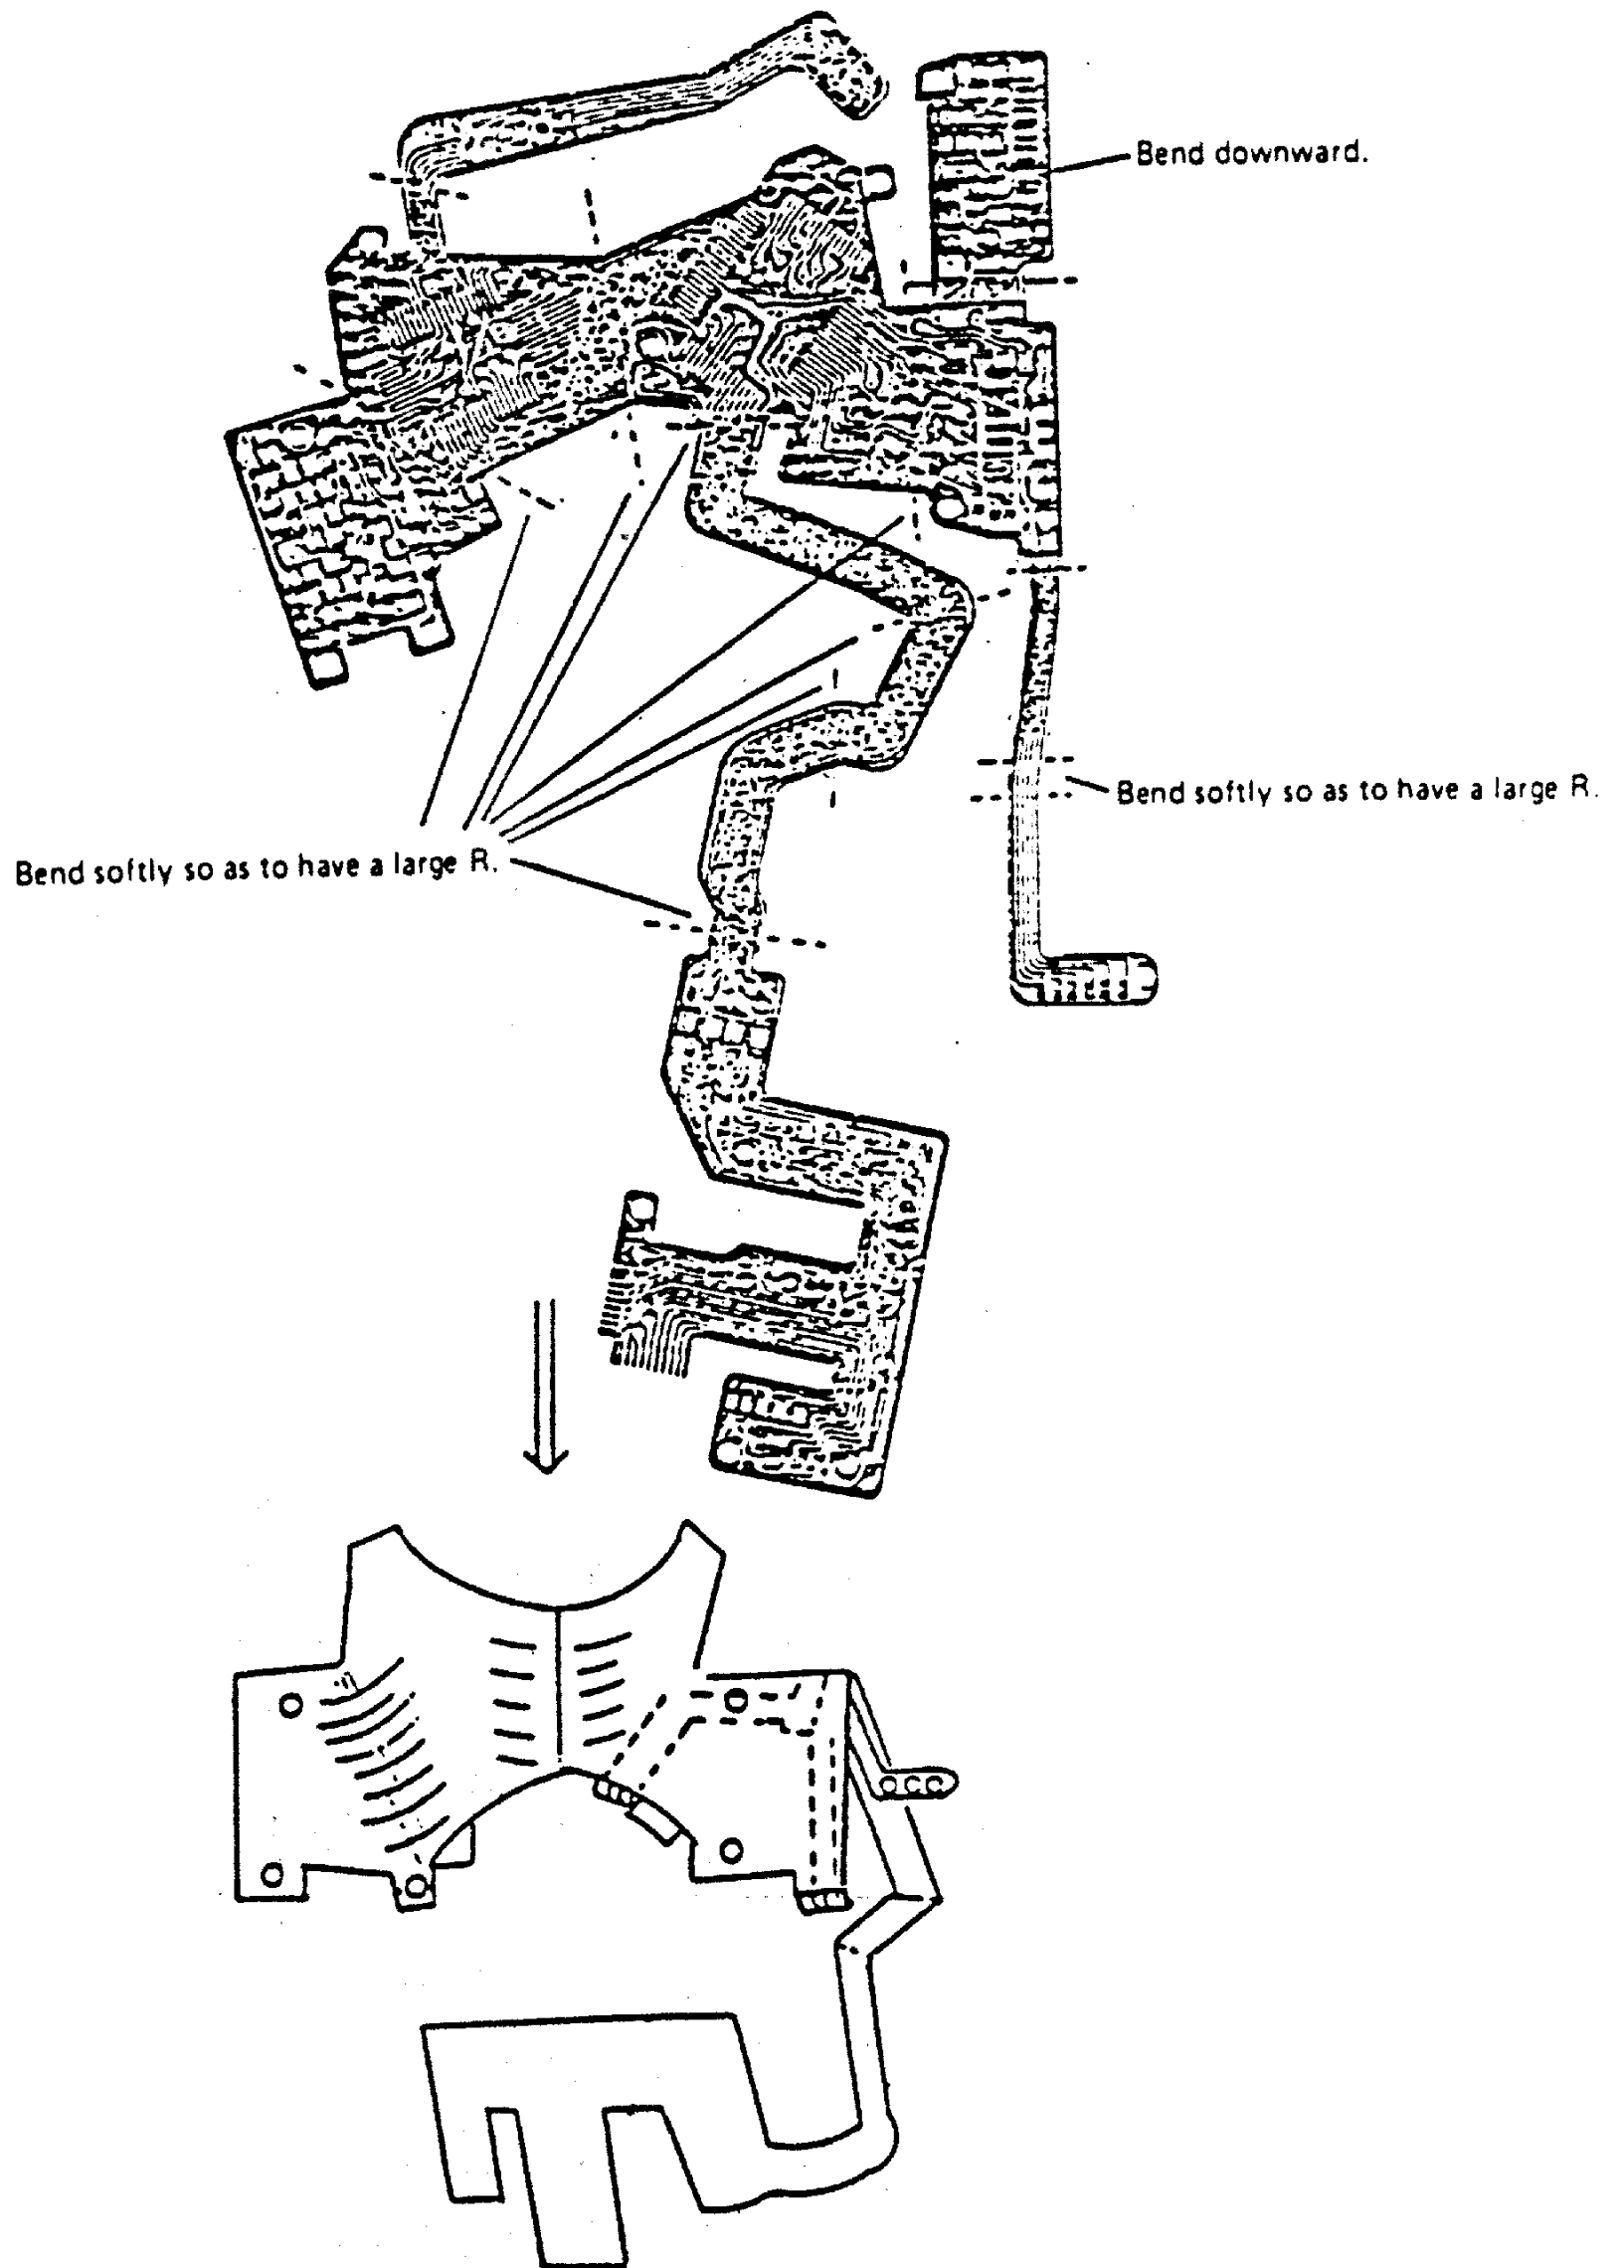 Bend downward.
Bend softly so as to have a large R.
Bend softly so as to have a large R.